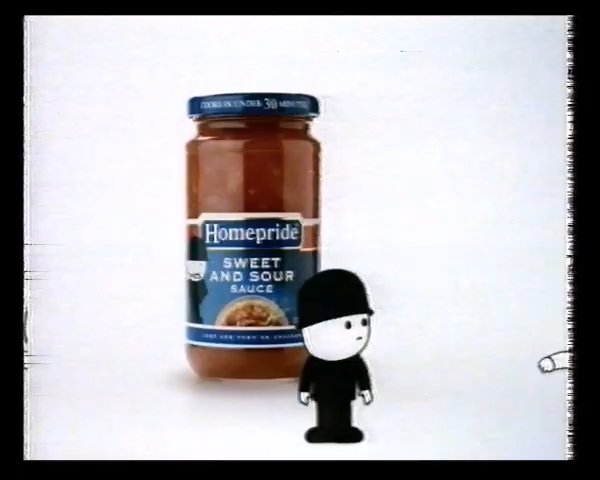 COOKS IN UNDER 30 MINUTES
Homepride
SWEET
AND SOUR
SAUCE